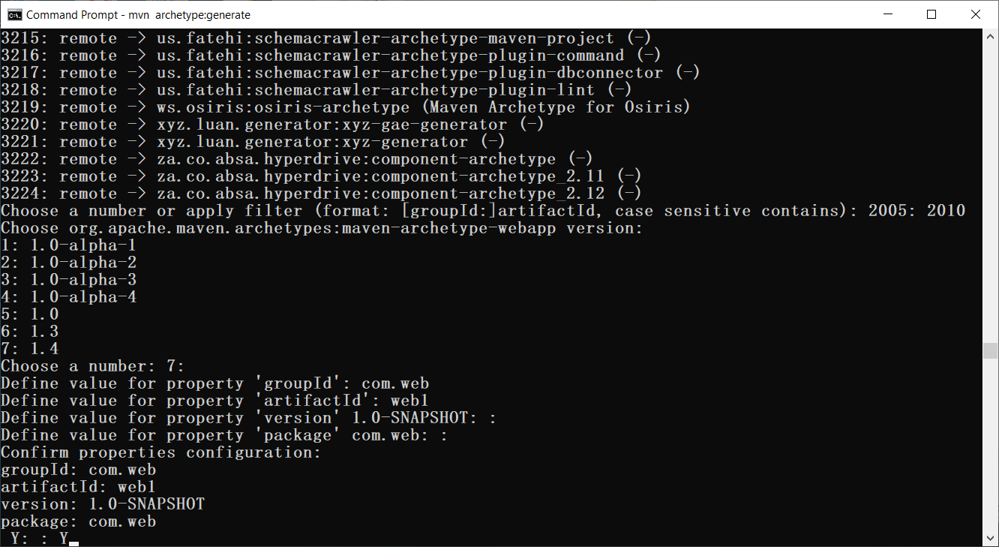 Command Prompt - mvn  archetype:generate
3215: remote -> us.fatehi:schemacrawler-archetype-maven-project (-)
3216: remote -> us.fatehi:schemacrawler-archetype-plugin-command (-)
3217: remote -> us.fatehi:schemacrawler-archetype-plugin-dbconnector (-)
3218: remote -> us.fatehi:schemacrawler-archetype-plugin-lint (-)
3219: remote -> ws.osiris:osiris-archetype (Maven Archetype for Osiris)
3220: remote -> xyz.luan.generator:xyz-gae-generator (-)
3221: remote -> xyz.luan.generator:xyz-generator (-)
3222: remote -> za.co.absa.hyperdrive:component-archetype (-)
3223: remote -> za.co.absa.hyperdrive:component-archetype_2.11 (-)
3224: remote -> za.co.absa.hyperdrive:component-archetype_2.12 (-)
Choose a number or apply filter (format: [groupId:]artifactId, case sensitive contains): 2005: 2010
Choose org.apache.maven.archetypes:maven-archetype-webapp version:
1: 1.0-alpha-1
2: 1.0-alpha-2
3: 1.0-alpha-3
4: 1.0-alpha-4
5: 1.0
6: 1.3
7: 1.4
Choose a number: 7:
Define value for property 'groupId': com.web
Define value for property 'artifactId': web1
Define value for property 'version' 1.0-SNAPSHOT: :
Define value for property 'package' com.web: :
Confirm properties configuration:
groupId: com.web
artifactId: web1
version: 1.0-SNAPSHOT
package: com.web
 Y: : Y